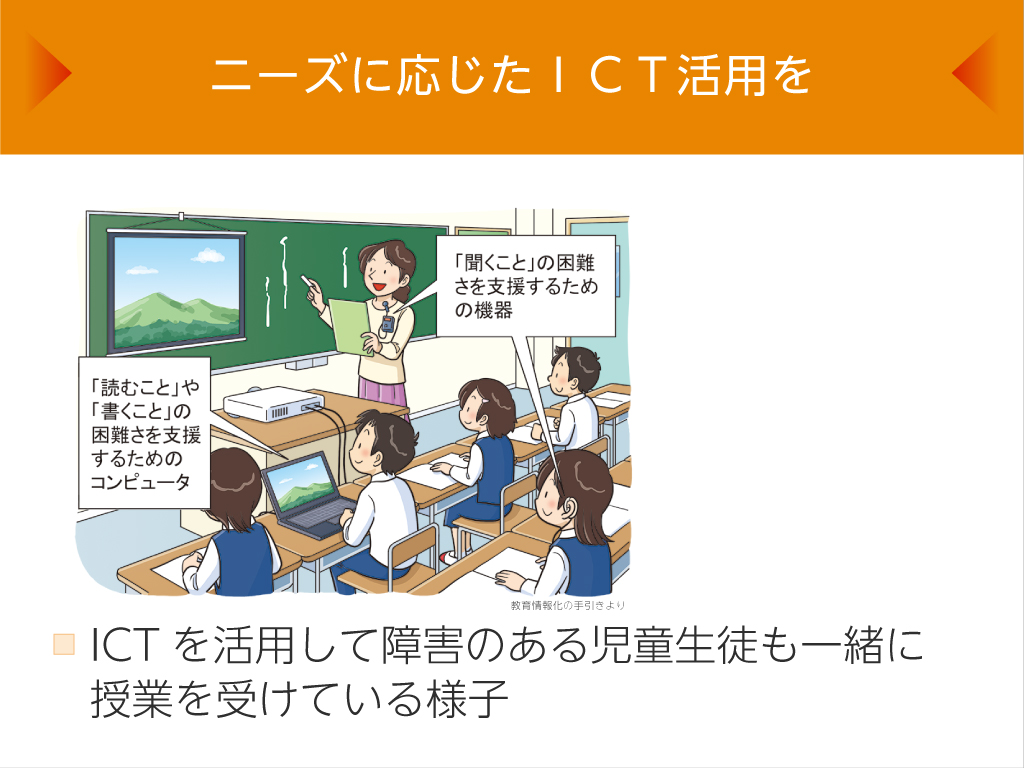 ニーズに応じたＩＣＴ活用を
「聞くこと」の困難
さを支援するため
の機器
「読むこと」や
「書くこと」の
困難さを支援
するための
コンピュータ
教育情報化の手引きより
ICT を活用して障害のある児童生徒も一緒に
授業を受けている様子